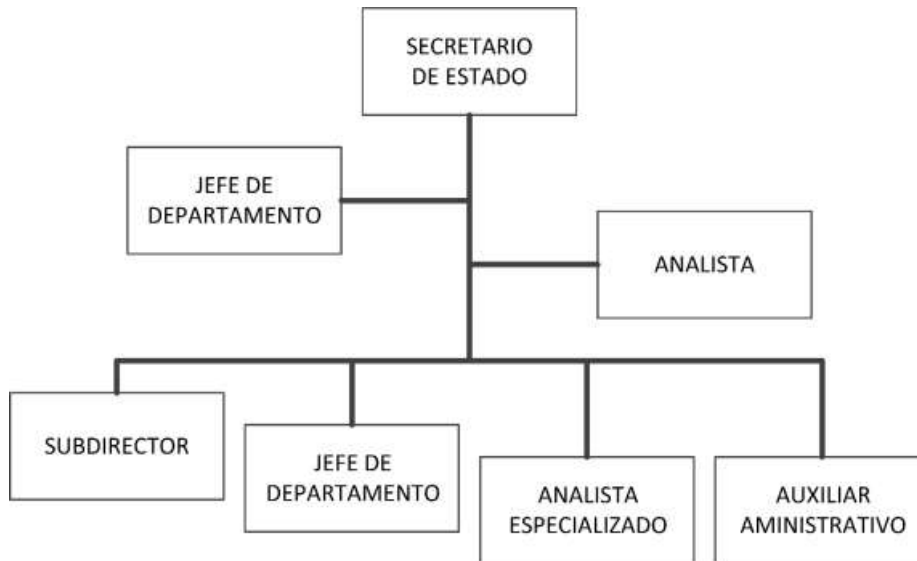 SECRETARIO
DE ESTADO
JEFE DE
DEPARTAMENTO
ANALISTA
SUBDIRECTOR
JEFE DE
DEPARTAMENTO
ANALISTA
ESPECIALIZADO
AUXILIAR
AMINISTRATIVO